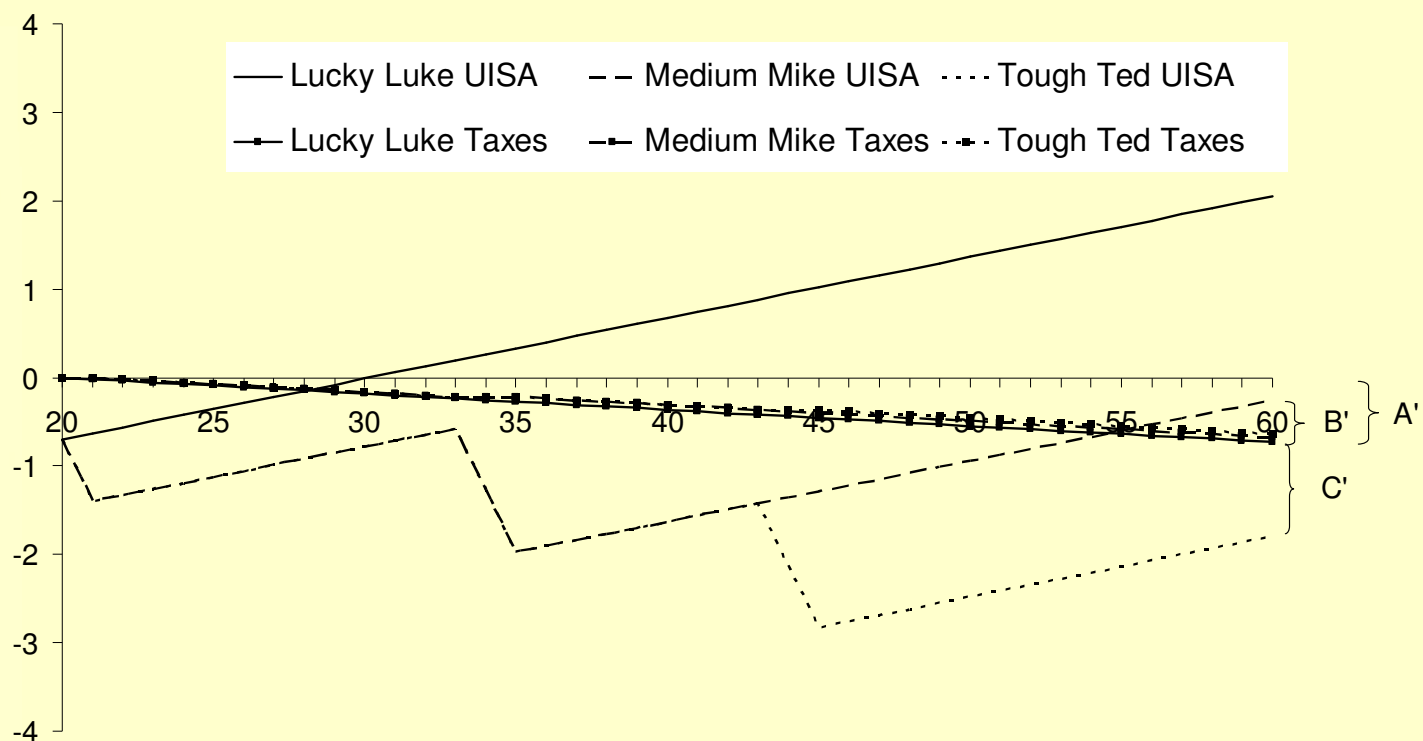 4
Lucky Luke UISA Medium Mike UISA Tough Ted UISA
3
Lucky Luke Taxes Medium Mike Taxes Tough Ted Taxes
2
1
0
20 25 30 35 40 45 50 55 60
B' A'
-1
C'
-2
-3
-4